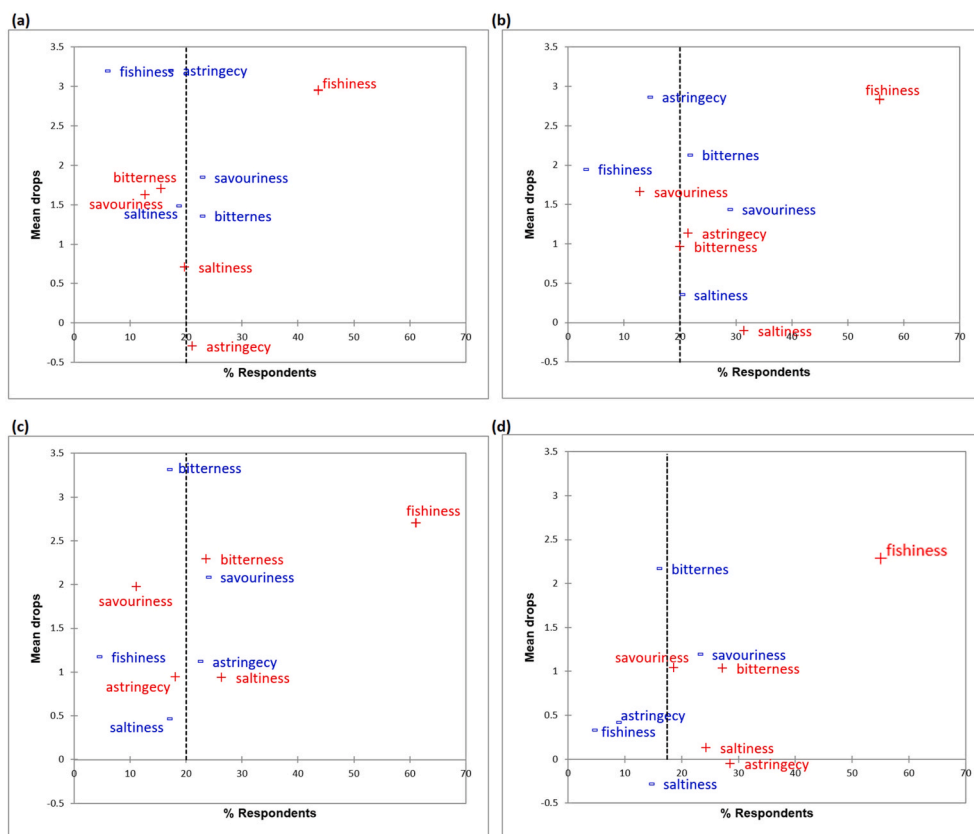 (a)
3.5
fishiness
astringecy
3
fishiness
2.5
Mean drops
2
bitterness
savouriness
savouriness
1.5
saltiness
bitternes
1
saltiness
0.5
0
0 10 20 30 40 50 60 70
astringecy
-0.5
% Respondents
(b)
3.5
3
astringecy
fishiness
2.5
Mean drops
bitternes
2
fishiness
savouriness
1.5
savouriness
astringecy
1
bitterness
0.5
saltiness
0
saltiness
0 10 20 30 40 50 60 70
-0.5
% Respondents
(c)
3.5
bitterness
3
fishiness
2.5
bitterness
Mean drops
2
savouriness
savouriness
1.5
fishiness
astringecy
1
astringecy
saltiness
0.5
saltiness
0
0 10 20 30 40 50 60 70
-0.5
% Respondents
(d)
3.5
3
2.5
fishiness
bitternes
Mean drops
2
1.5
savouriness
savouriness
1
bitterness
0.5
astringecy
fishiness
saltiness
0
astringecy
0 10 20 30 40 50 60 70
saltiness
-0.5
% Respondents